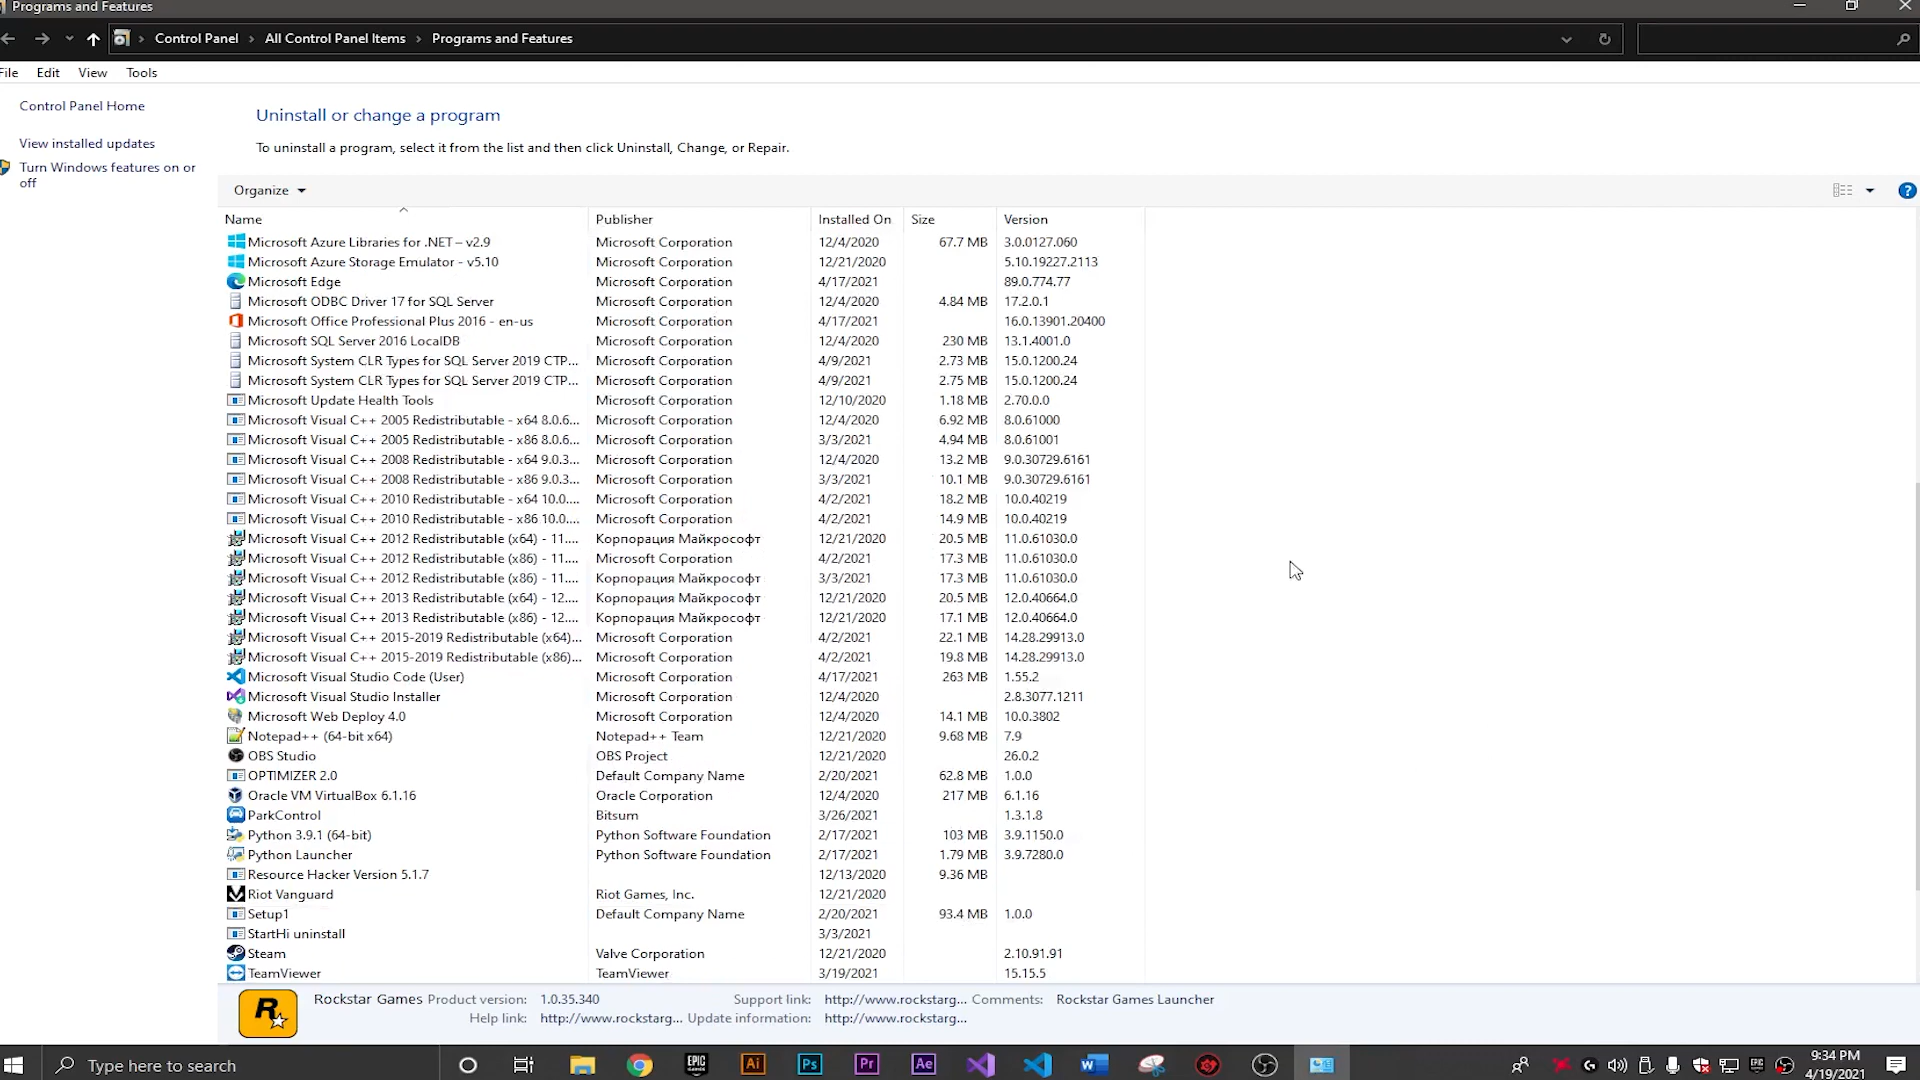 Programs and Features
Control Panel > All Control Panel Items > Programs and Features
File Edit View Tools
Control Panel Home
View installed updates
Turn Windows features on or
off
Uninstall or change a program
To uninstall a program, select it from the list and then click Uninstall, Change, or Repair.
Organize
Name Publisher Installed On Size Version
Microsoft Azure Libraries for .NET – v2.9 Microsoft Corporation 12/4/2020 67.7 MB 3.0.0127.060
Microsoft Azure Storage Emulator - v5.10 Microsoft Corporation 12/21/2020 5.10.19227.2113
Microsoft Edge Microsoft Corporation 4/17/2021 89.0.774.77
Microsoft ODBC Driver 17 for SQL Server Microsoft Corporation 12/4/2020 4.84 MB 17.2.0.1
Microsoft Office Professional Plus 2016 - en-us Microsoft Corporation 4/17/2021 16.0.13901.20400
Microsoft SQL Server 2016 LocalDB Microsoft Corporation 12/4/2020 230 MB 13.1.4001.0
Microsoft System CLR Types for SQL Server 2019 CTP... Microsoft Corporation 4/9/2021 2.73 MB 15.0.1200.24
Microsoft System CLR Types for SQL Server 2019 CTP... Microsoft Corporation 4/9/2021 2.75 MB 15.0.1200.24
Microsoft Update Health Tools Microsoft Corporation 12/10/2020 1.18 MB 2.70.0.0
Microsoft Visual C++ 2005 Redistributable - x64 8.0.6... Microsoft Corporation 12/4/2020 6.92 MB 8.0.61000
Microsoft Visual C++ 2005 Redistributable - x86 8.0.6... Microsoft Corporation 3/3/2021 4.94 MB 8.0.61001
Microsoft Visual C++ 2008 Redistributable - x64 9.0.3... Microsoft Corporation 12/4/2020 13.2 MB 9.0.30729.6161
Microsoft Visual C++ 2008 Redistributable - x86 9.0.3... Microsoft Corporation 3/3/2021 10.1 MB 9.0.30729.6161
Microsoft Visual C++ 2010 Redistributable - x64 10.0.... Microsoft Corporation 4/2/2021 18.2 MB 10.0.40219
Microsoft Visual C++ 2010 Redistributable - x86 10.0.... Microsoft Corporation 4/2/2021 14.9 MB 10.0.40219
Microsoft Visual C++ 2012 Redistributable (x64) - 11.... Корпорация Майкрософт 12/21/2020 20.5 MB 11.0.61030.0
Microsoft Visual C++ 2012 Redistributable (x86) - 11.... Microsoft Corporation 4/2/2021 17.3 MB 11.0.61030.0
Microsoft Visual C++ 2012 Redistributable (x86) - 11.... Корпорация Майкрософт 3/3/2021 17.3 MB 11.0.61030.0
Microsoft Visual C++ 2013 Redistributable (x64) - 12.... Корпорация Майкрософт 12/21/2020 20.5 MB 12.0.40664.0
Microsoft Visual C++ 2013 Redistributable (x86) - 12.... Корпорация Майкрософт 12/21/2020 17.1 MB 12.0.40664.0
Microsoft Visual C++ 2015-2019 Redistributable (x64)... Microsoft Corporation 4/2/2021 22.1 MB 14.28.29913.0
Microsoft Visual C++ 2015-2019 Redistributable (x86)... Microsoft Corporation 4/2/2021 19.8 MB 14.28.29913.0
Microsoft Visual Studio Code (User) Microsoft Corporation 4/17/2021 263 MB 1.55.2
Microsoft Visual Studio Installer Microsoft Corporation 12/4/2020 2.8.3077.1211
Microsoft Web Deploy 4.0 Microsoft Corporation 12/4/2020 14.1 MB 10.0.3802
Notepad++ (64-bit x64) Notepad++ Team 12/21/2020 9.68 MB 7.9
OBS Studio OBS Project 12/21/2020 26.0.2
OPTIMIZER 2.0 Default Company Name 2/20/2021 62.8 MB 1.0.0
Oracle VM VirtualBox 6.1.16 Oracle Corporation 12/4/2020 217 MB 6.1.16
ParkControl Bitsum 3/26/2021 1.3.1.8
Python 3.9.1 (64-bit) Python Software Foundation 2/17/2021 103 MB 3.9.1150.0
Python Launcher Python Software Foundation 2/17/2021 1.79 MB 3.9.7280.0
Resource Hacker Version 5.1.7 12/13/2020 9.36 MB
Riot Vanguard Riot Games, Inc. 12/21/2020
Setup1 Default Company Name 2/20/2021 93.4 MB 1.0.0
StartHi uninstall 3/3/2021
Steam Valve Corporation 12/21/2020 2.10.91.91
TeamViewer TeamViewer 3/19/2021 15.15.5
Rockstar Games Product version: 1.0.35.340 Support link: http://www.rockstarg... Comments: Rockstar Games Launcher
Help link: http://www.rockstarg... Update information: http://www.rockstarg...
Type here to search
EPIC GAMES
Ai
Ps
Pr
Ae
9:34 PM
4/19/2021